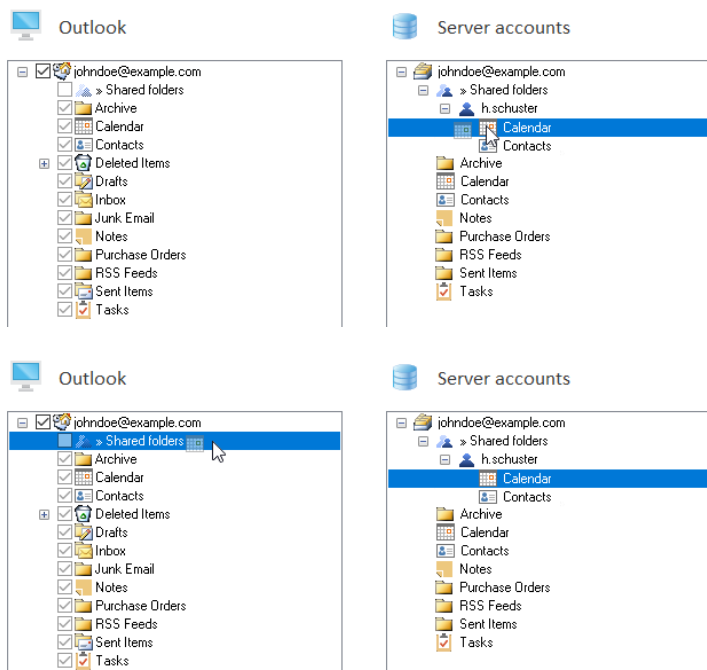 Outlook
johndoe@example.com
» Shared folders
Archive
Calendar
Contacts
Deleted Items
Drafts
Inbox
Junk Email
Notes
Purchase Orders
RSS Feeds
Sent Items
Tasks
Server accounts
johndoe@example.com
» Shared folders
h.schuster
Calendar
Contacts
Archive
Calendar
Contacts
Notes
Purchase Orders
RSS Feeds
Sent Items
Tasks
Outlook
johndoe@example.com
» Shared folders
Archive
Calendar
Contacts
Deleted Items
Drafts
Inbox
Junk Email
Notes
Purchase Orders
RSS Feeds
Sent Items
Tasks
Server accounts
johndoe@example.com
» Shared folders
h.schuster
Calendar
Contacts
Archive
Calendar
Contacts
Notes
Purchase Orders
RSS Feeds
Sent Items
Tasks